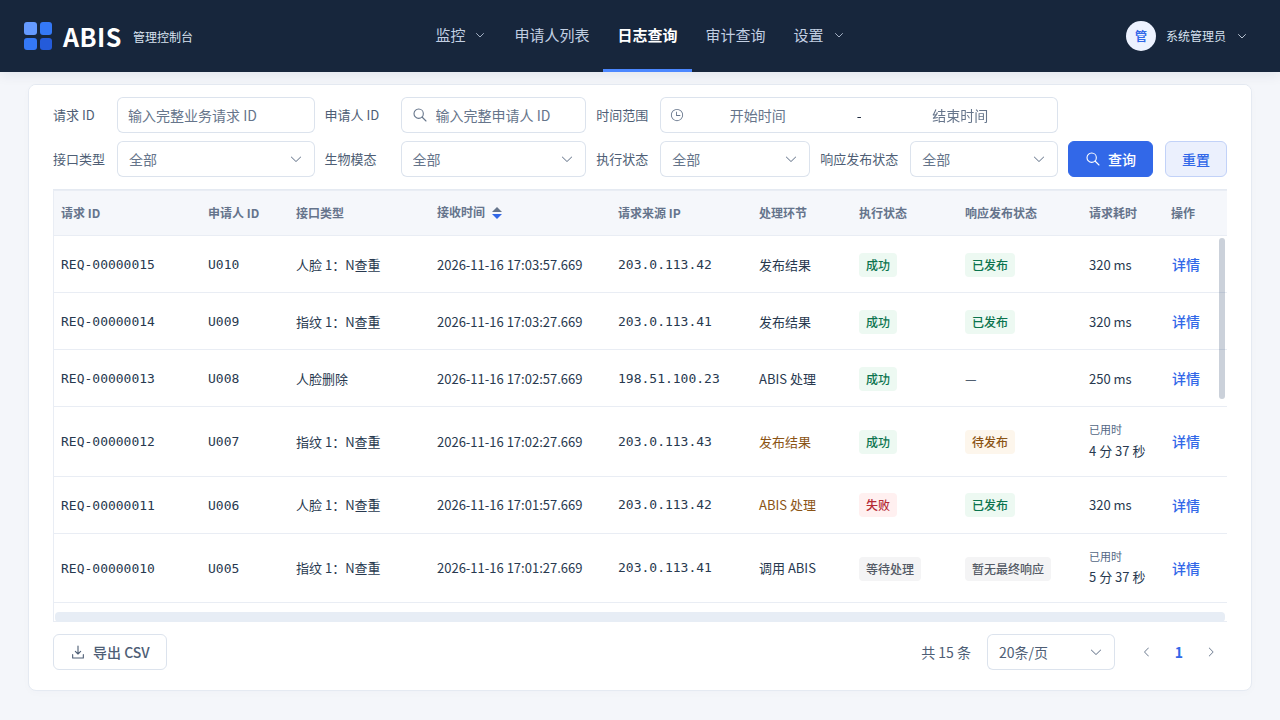 ABIS 管理控制台 监控 申请人列表 日志查询 审计查询 设置 管 系统管理员
请求 ID 输入完整业务请求 ID 申请人 ID 输入完整申请人 ID 时间范围 开始时间 - 结束时间
接口类型 全部 生物模态 全部 执行状态 全部 响应发布状态 全部 查询 重置
请求 ID 申请人 ID 接口类型 接收时间 请求来源 IP 处理环节 执行状态 响应发布状态 请求耗时 操作
REQ-00000015 U010 人脸 1：N查重 2026-11-16 17:03:57.669 203.0.113.42 发布结果 成功 已发布 320 ms 详情
REQ-00000014 U009 指纹 1：N查重 2026-11-16 17:03:27.669 203.0.113.41 发布结果 成功 已发布 320 ms 详情
REQ-00000013 U008 人脸删除 2026-11-16 17:02:57.669 198.51.100.23 ABIS 处理 成功 — 250 ms 详情
REQ-00000012 U007 指纹 1：N查重 2026-11-16 17:02:27.669 203.0.113.43 发布结果 成功 待发布 已用时 4 分 37 秒 详情
REQ-00000011 U006 人脸 1：N查重 2026-11-16 17:01:57.669 203.0.113.42 ABIS 处理 失败 已发布 320 ms 详情
REQ-00000010 U005 指纹 1：N查重 2026-11-16 17:01:27.669 203.0.113.41 调用 ABIS 等待处理 暂无最终响应 已用时 5 分 37 秒 详情
导出 CSV 共 15 条 20条/页 1